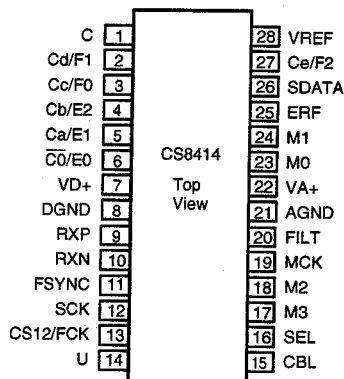 C 1 28 VREF
Cd/F1 2 27 Ce/F2
Cc/F0 3 26 SDATA
Cb/E2 4 25 ERF
Ca/E1 5 24 M1
C0/E0 6 CS8414 23 M0
VD+ 7 Top 22 VA+
DGND 8 View 21 AGND
RXP 9 20 FILT
RXN 10 19 MCK
FSYNC 11 18 M2
SCK 12 17 M3
CS12/FCK 13 16 SEL
U 14 15 CBL